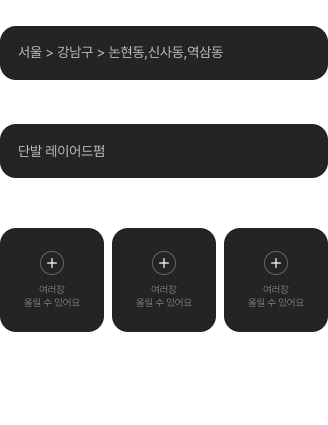 서울 > 강남구 > 논현동,신사동,역삼동
단발 레이어드펌
여러장
올릴 수 있어요
여러장
올릴 수 있어요
여러장
올릴 수 있어요